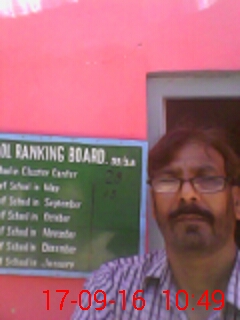 OL RANKING BOARD.
Cluster Center
of School in May
of School in September
of School in October
of School in November
of School in December
of School in January
17-09-16 10:49